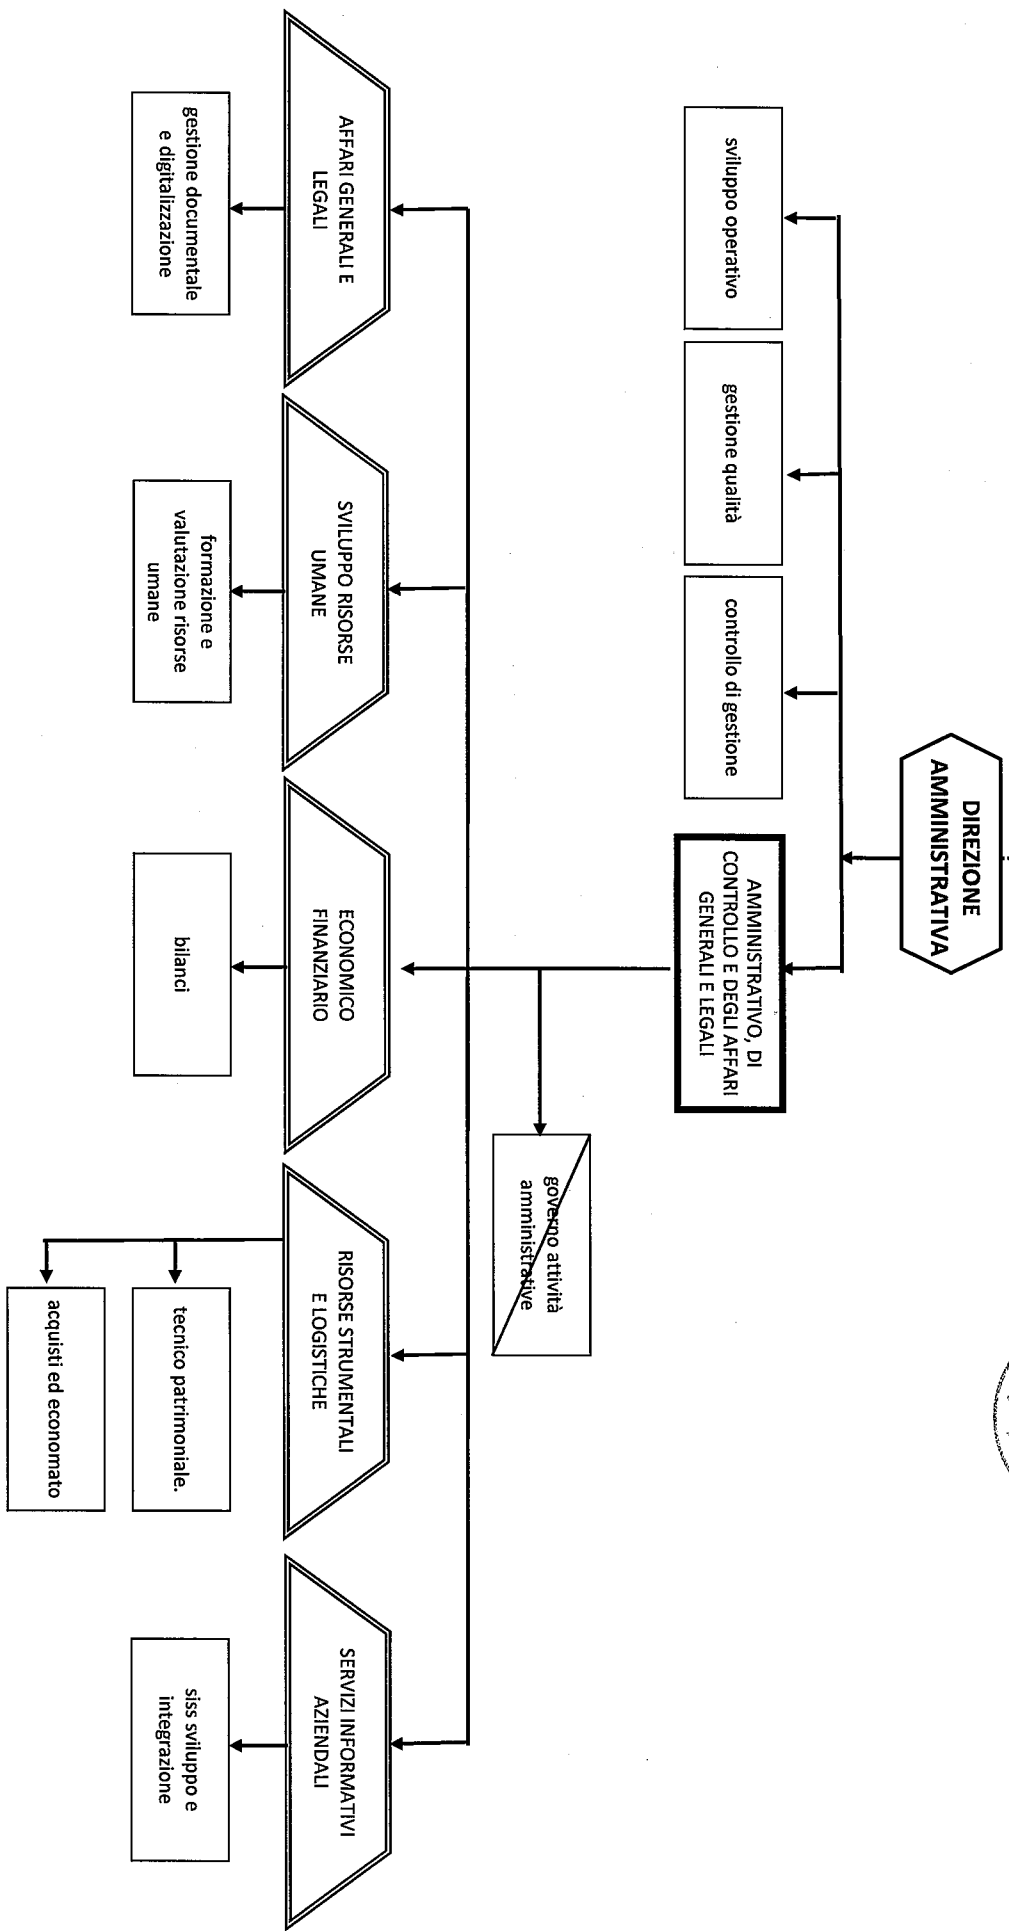 DIREZIONE
AMMINISTRATIVA
sviluppo operativo
gestione qualità
controllo di gestione
AMMINISTRATIVO, DI
CONTROLLO E DEGLI AFFARI
GENERALI E LEGALI
governo attività
amministrative
AFFARI GENERALI E
LEGALI
SVILUPPO RISORSE
UMANE
ECONOMICO
FINANZIARIO
RISORSE STRUMENTALI
E LOGISTICHE
SERVIZI INFORMATIVI
AZIENDALI
gestione documentale
e digitalizzazione
formazione e
valutazione risorse
umane
bilanci
tecnico patrimoniale.
siss sviluppo e
integrazione
acquisti ed economato